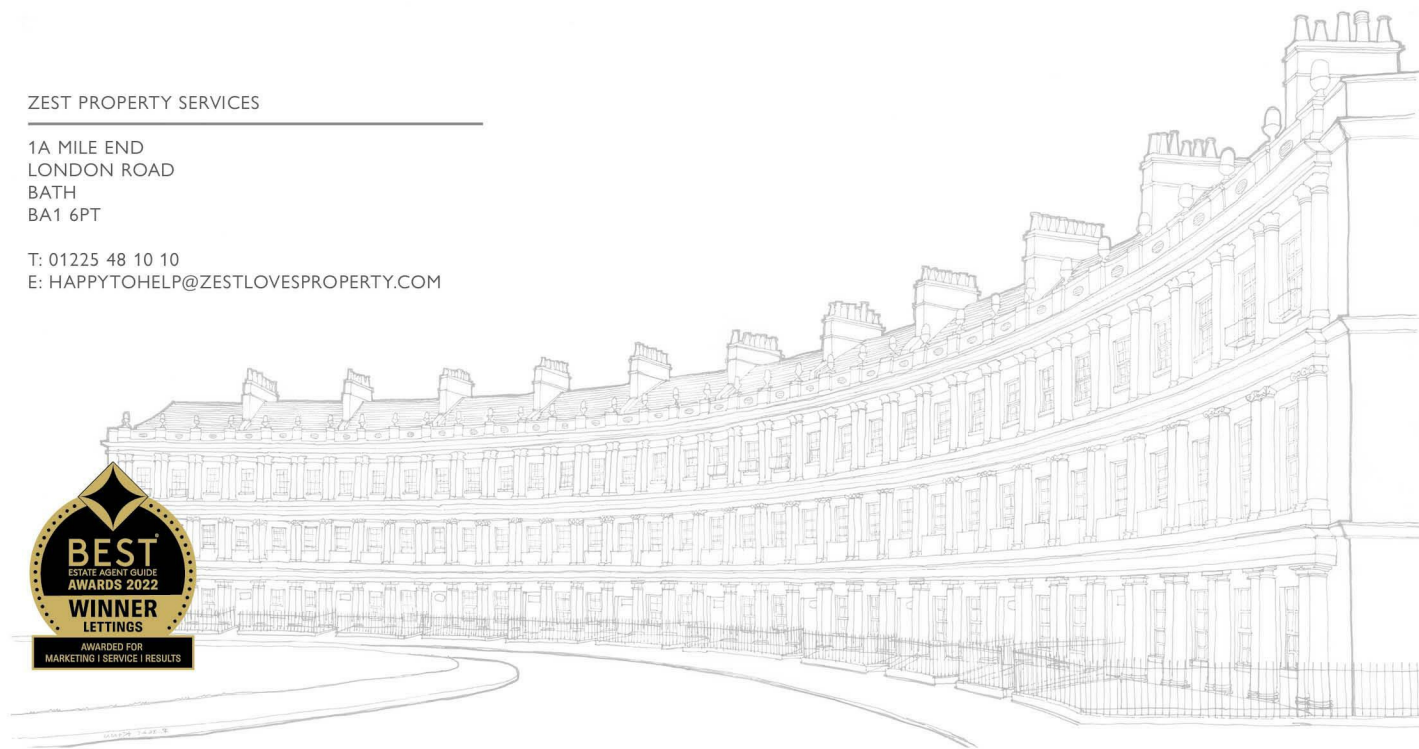 ZEST PROPERTY SERVICES
1A MILE END
LONDON ROAD
BATH
BA1 6PT
T: 01225 48 10 10
E: HAPPYTOHELP@ZESTLOVESPROPERTY.COM
BEST
ESTATE AGENT GUIDE
AWARDS 2022
WINNER
LETTINGS
AWARDED FOR
MARKETING | SERVICE | RESULTS